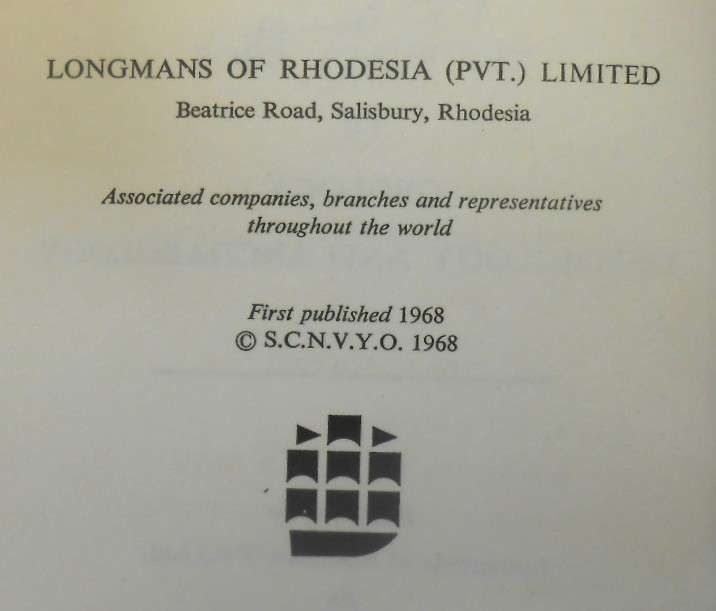 LONGMANS OF RHODESIA (PVT.) LIMITED
Beatrice Road, Salisbury, Rhodesia
Associated companies, branches and representatives
throughout the world
First published 1968
© S.C.N.V.Y.O. 1968